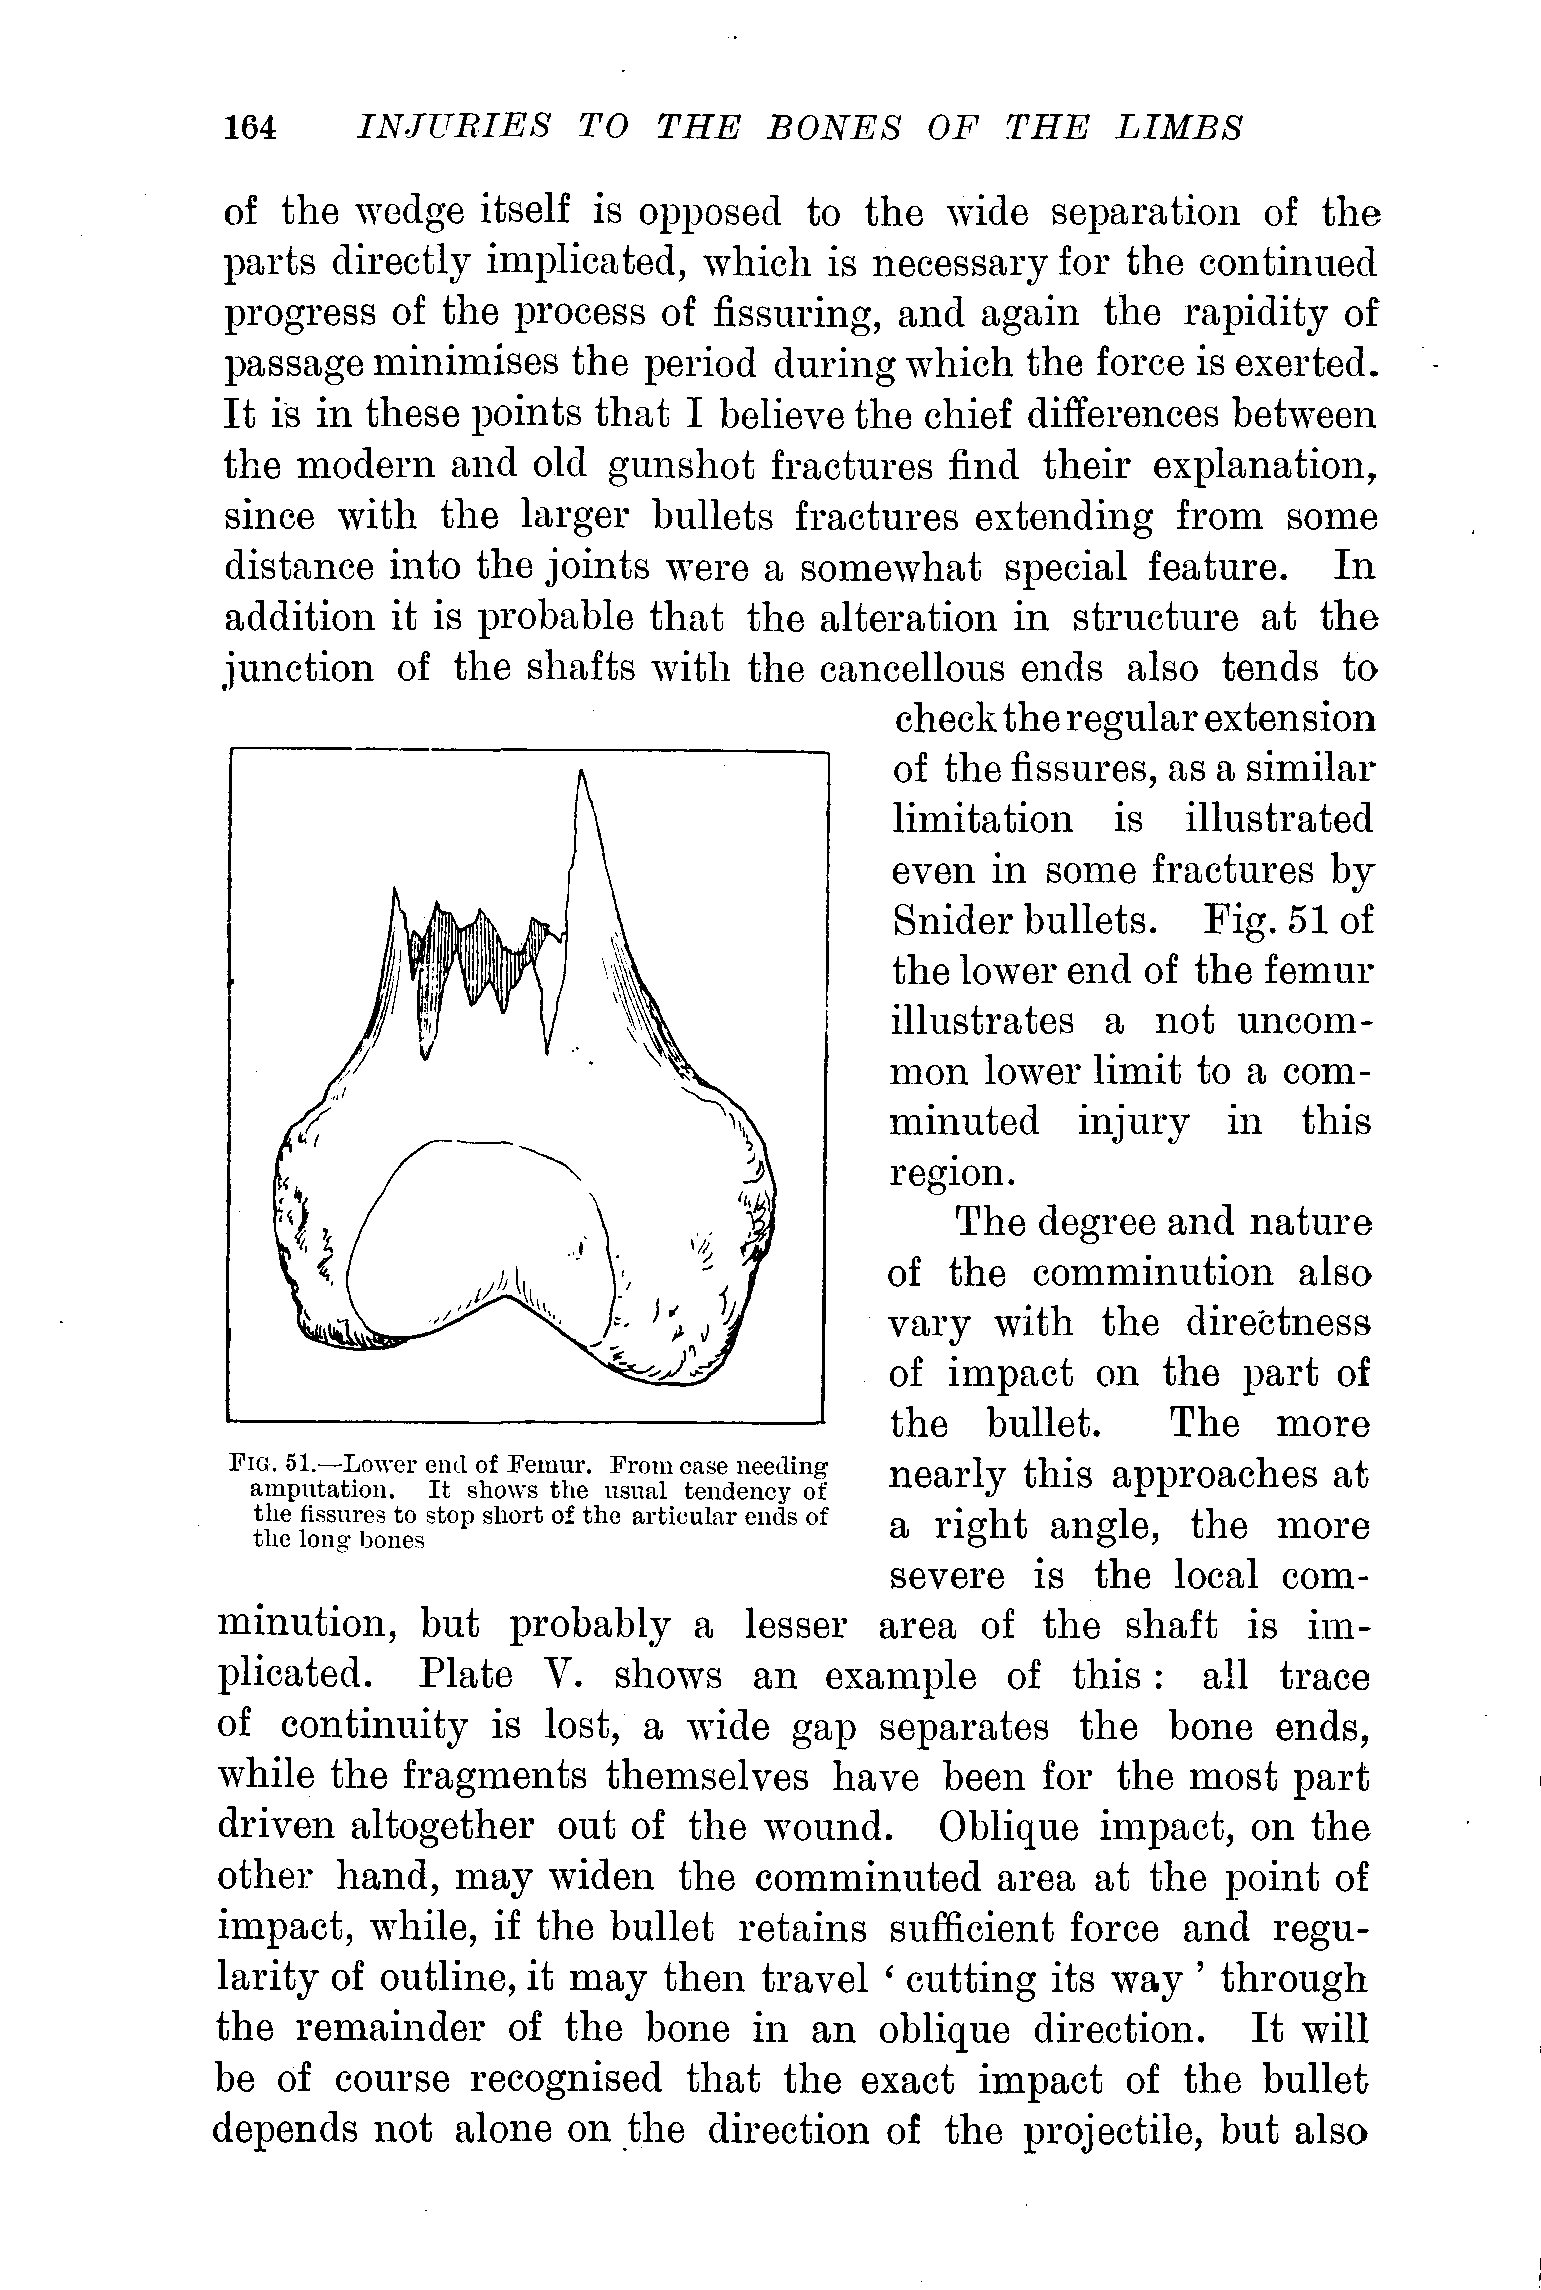 164 INJURIES TO THE BONES OF THE LIMBS
of the wedge itself is opposed to the wide separation of the
parts directly implicated, which is necessary for the continued
progress of the process of fissuring, and again the rapidity of
passage minimises the period during which the force is exerted.
It is in these points that I believe the chief differences between
the modern and old gunshot fractures find their explanation,
since with the larger bullets fractures extending from some
distance into the joints were a somewhat special feature. In
addition it is probable that the alteration in structure at the
junction of the shafts with the cancellous ends also tends to
check the regular extension
of the fissures, as a similar
limitation is illustrated
even in some fractures by
Snider bullets. Fig. 51 of
the lower end of the femur
illustrates a not uncom-
mon lower limit to a com-
minuted injury in this
region.
The degree and nature
of the comminution also
vary with the directness
of impact on the part of
the bullet. The more
nearly this approaches at
a right angle, the more
severe is the local com-
FIG. 51.—Lower end of Femur. From case needing
amputation. It shows the usual tendency of
the fissures to stop short of the articular ends of
the long bones
minution, but probably a lesser area of the shaft is im-
plicated. Plate V. shows an example of this : all trace
of continuity is lost, a wide gap separates the bone ends,
while the fragments themselves have been for the most part
driven altogether out of the wound. Oblique impact, on the
other hand, may widen the comminuted area at the point of
impact, while, if the bullet retains sufficient force and regu-
larity of outline, it may then travel ‘ cutting its way ’ through
the remainder of the bone in an oblique direction. It will
be of course recognised that the exact impact of the bullet
depends not alone on the direction of the projectile, but also